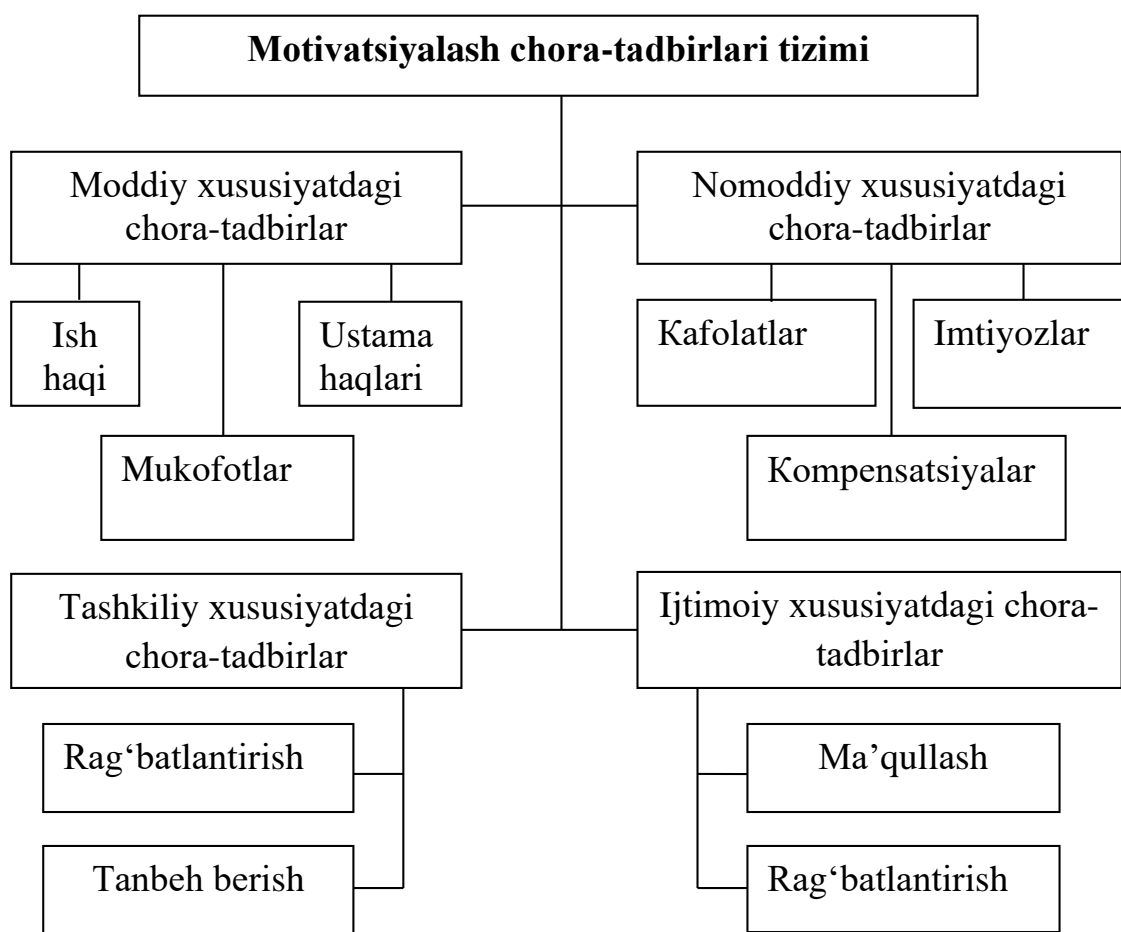 Motivatsiyalash chora-tadbirlari tizimi
Moddiy xususiyatdagi
chora-tadbirlar
Nomoddiy xususiyatdagi
chora-tadbirlar
Ish
haqi
Ustama
haqlari
Kafolatlar
Imtiyozlar
Mukofotlar
Kompensatsiyalar
Tashkiliy xususiyatdagi
chora-tadbirlar
Ijtimoiy xususiyatdagi chora-
tadbirlar
Rag‘batlantirish
Ma’qullash
Tanbeh berish
Rag‘batlantirish